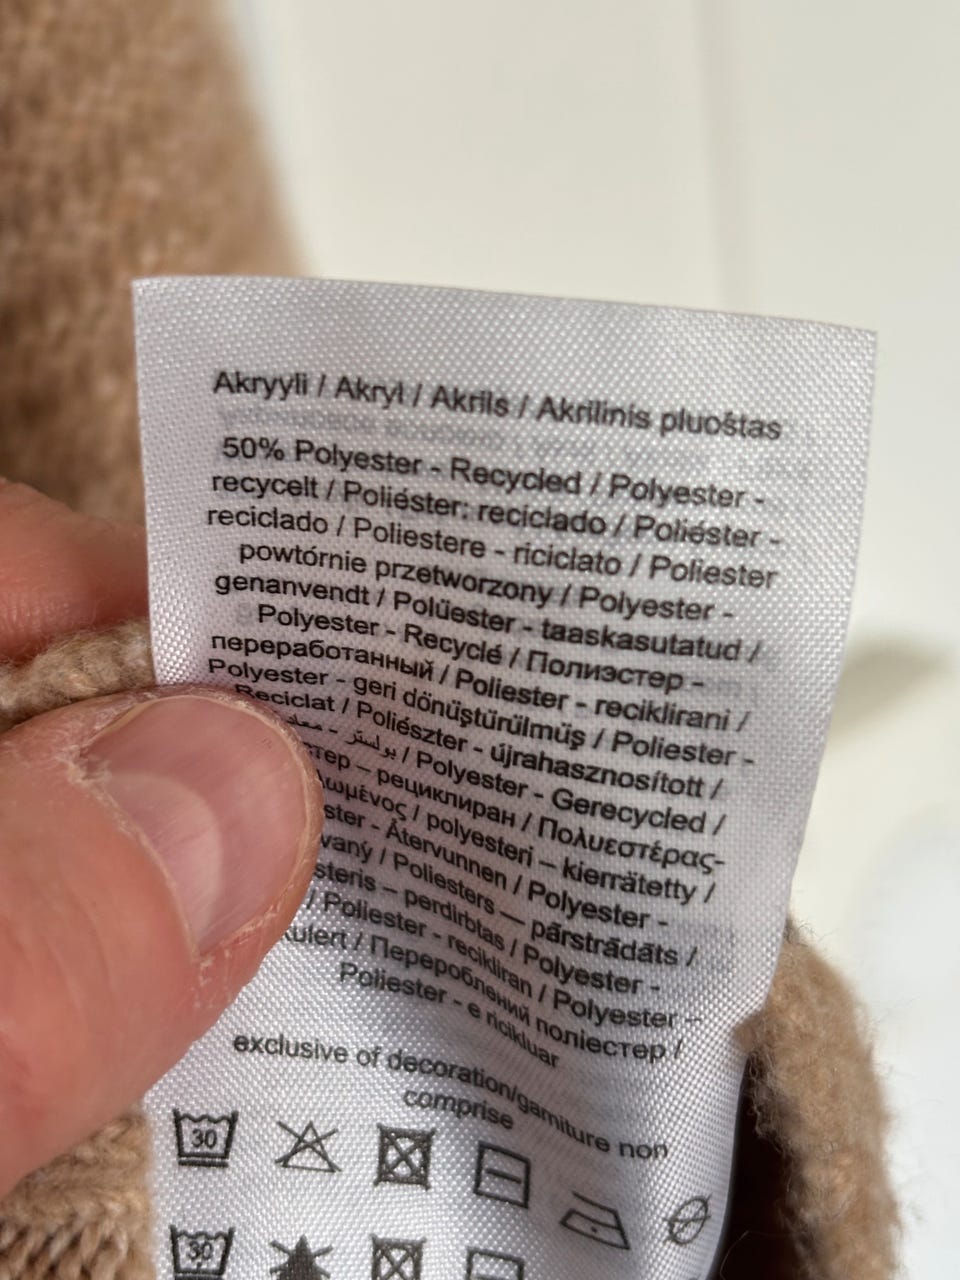 Akryyli / Akryl / Akrils / Akrilinis pluoštas
50% Polyester - Recycled / Polyester -
recycelt / Poliéster: reciclado / Poliéster -
reciclado / Poliestere - riciclato / Poliester
powtórnie przetworzony / Polyester -
genanvendt / Polüester - taaskasutatud /
Polyester - Recyclé / Полиэстер -
переработанный / Poliester - reciklirani /
Polyester - geri dönüştürülmüş / Poliester -
Reciclat / Poliészter - újrahasznosított /
بولستر / Polyester - Gerecycled /
стер – рециклиран / Πολυεστέρας-
ωμένος / polyesteri – kierrätetty /
ster - Återvunnen / Polyester -
vaný / Poliesters — pārstrādāts /
steris – perdirbtas / Polyester -
/ Poliester - recikliran / Polyester –
kulert / Перероблений поліестер /
Poliester - e ricikluar
exclusive of decoration/garniture non
comprise
30
30